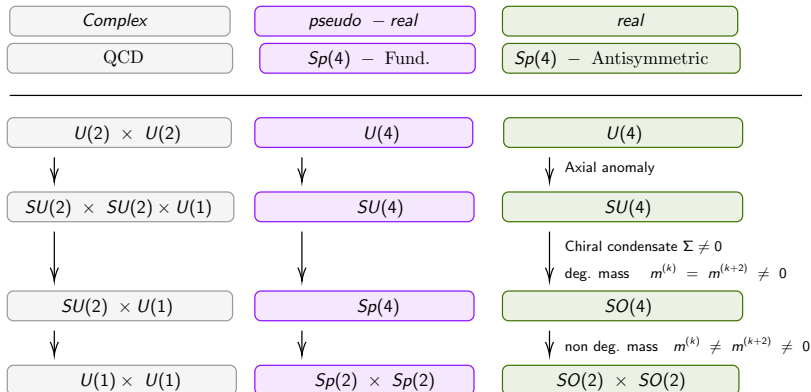 Complex pseudo − real real
QCD Sp(4) − Fund. Sp(4) − Antisymmetric
U(2) × U(2) U(4) U(4)
Axial anomaly
SU(2) × SU(2) × U(1) SU(4) SU(4)
Chiral condensate Σ ≠ 0
deg. mass m^(k) = m^(k+2) ≠ 0
SU(2) × U(1) Sp(4) SO(4)
non deg. mass m^(k) ≠ m^(k+2) ≠ 0
U(1) × U(1) Sp(2) × Sp(2) SO(2) × SO(2)